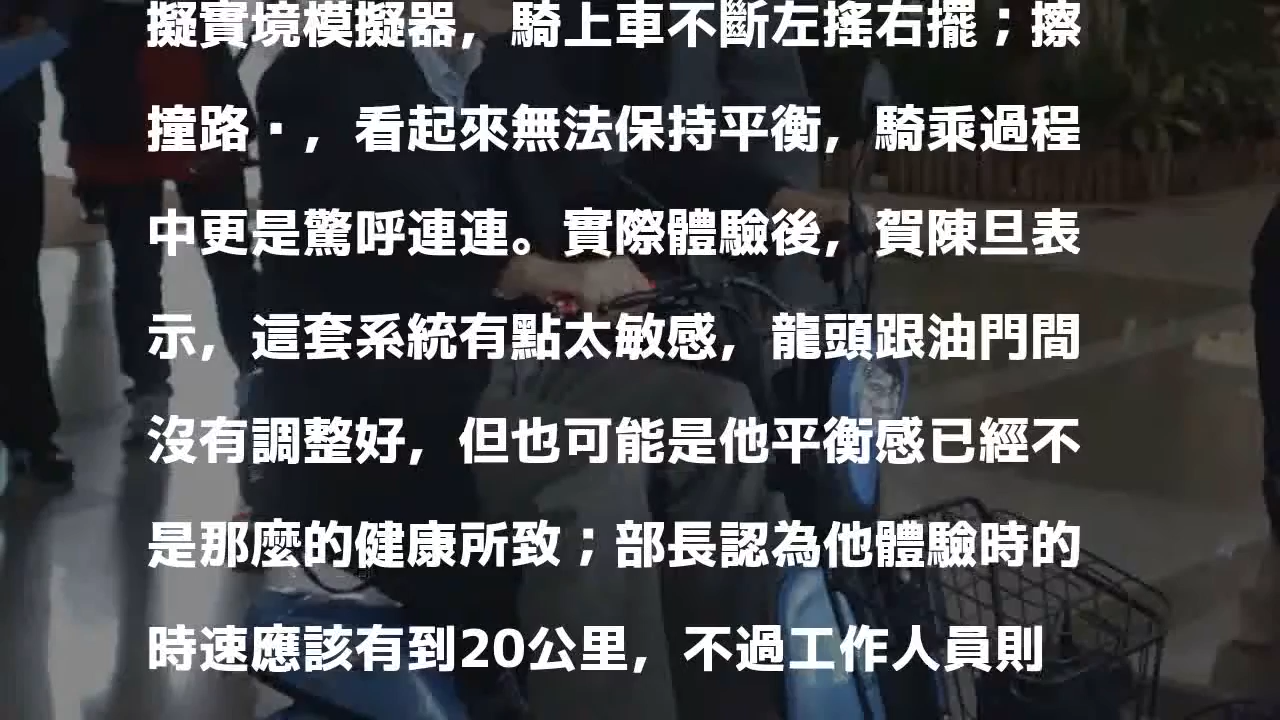 擬實境模擬器，騎上車不斷左搖右擺；擦
撞路▪，看起來無法保持平衡，騎乘過程
中更是驚呼連連。實際體驗後，賀陳旦表
示，這套系統有點太敏感，龍頭跟油門間
沒有調整好，但也可能是他平衡感已經不
是那麼的健康所致；部長認為他體驗時的
時速應該有到20公里，不過工作人員則